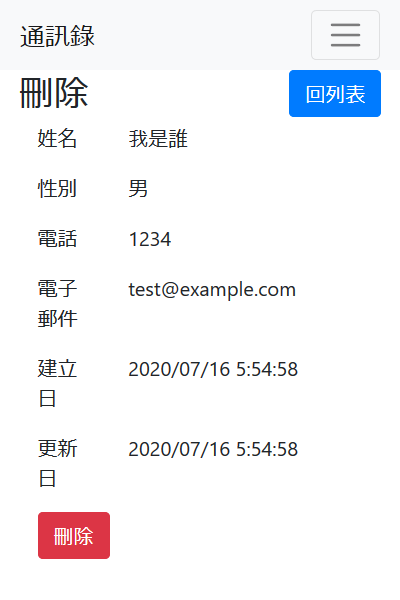 通訊錄
刪除 回列表
姓名 我是誰
性別 男
電話 1234
電子 test@example.com
郵件
建立 2020/07/16 5:54:58
日
更新 2020/07/16 5:54:58
日
刪除